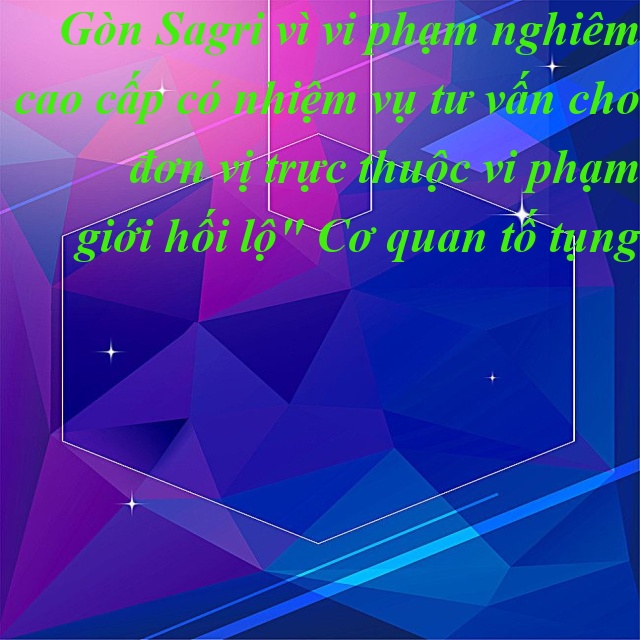 Gòn Sagri vì vi phạm nghiêm
cao cấp có nhiệm vụ tư vấn cho
đơn vị trực thuộc vi phạm
giới hối lộ" Cơ quan tố tụng